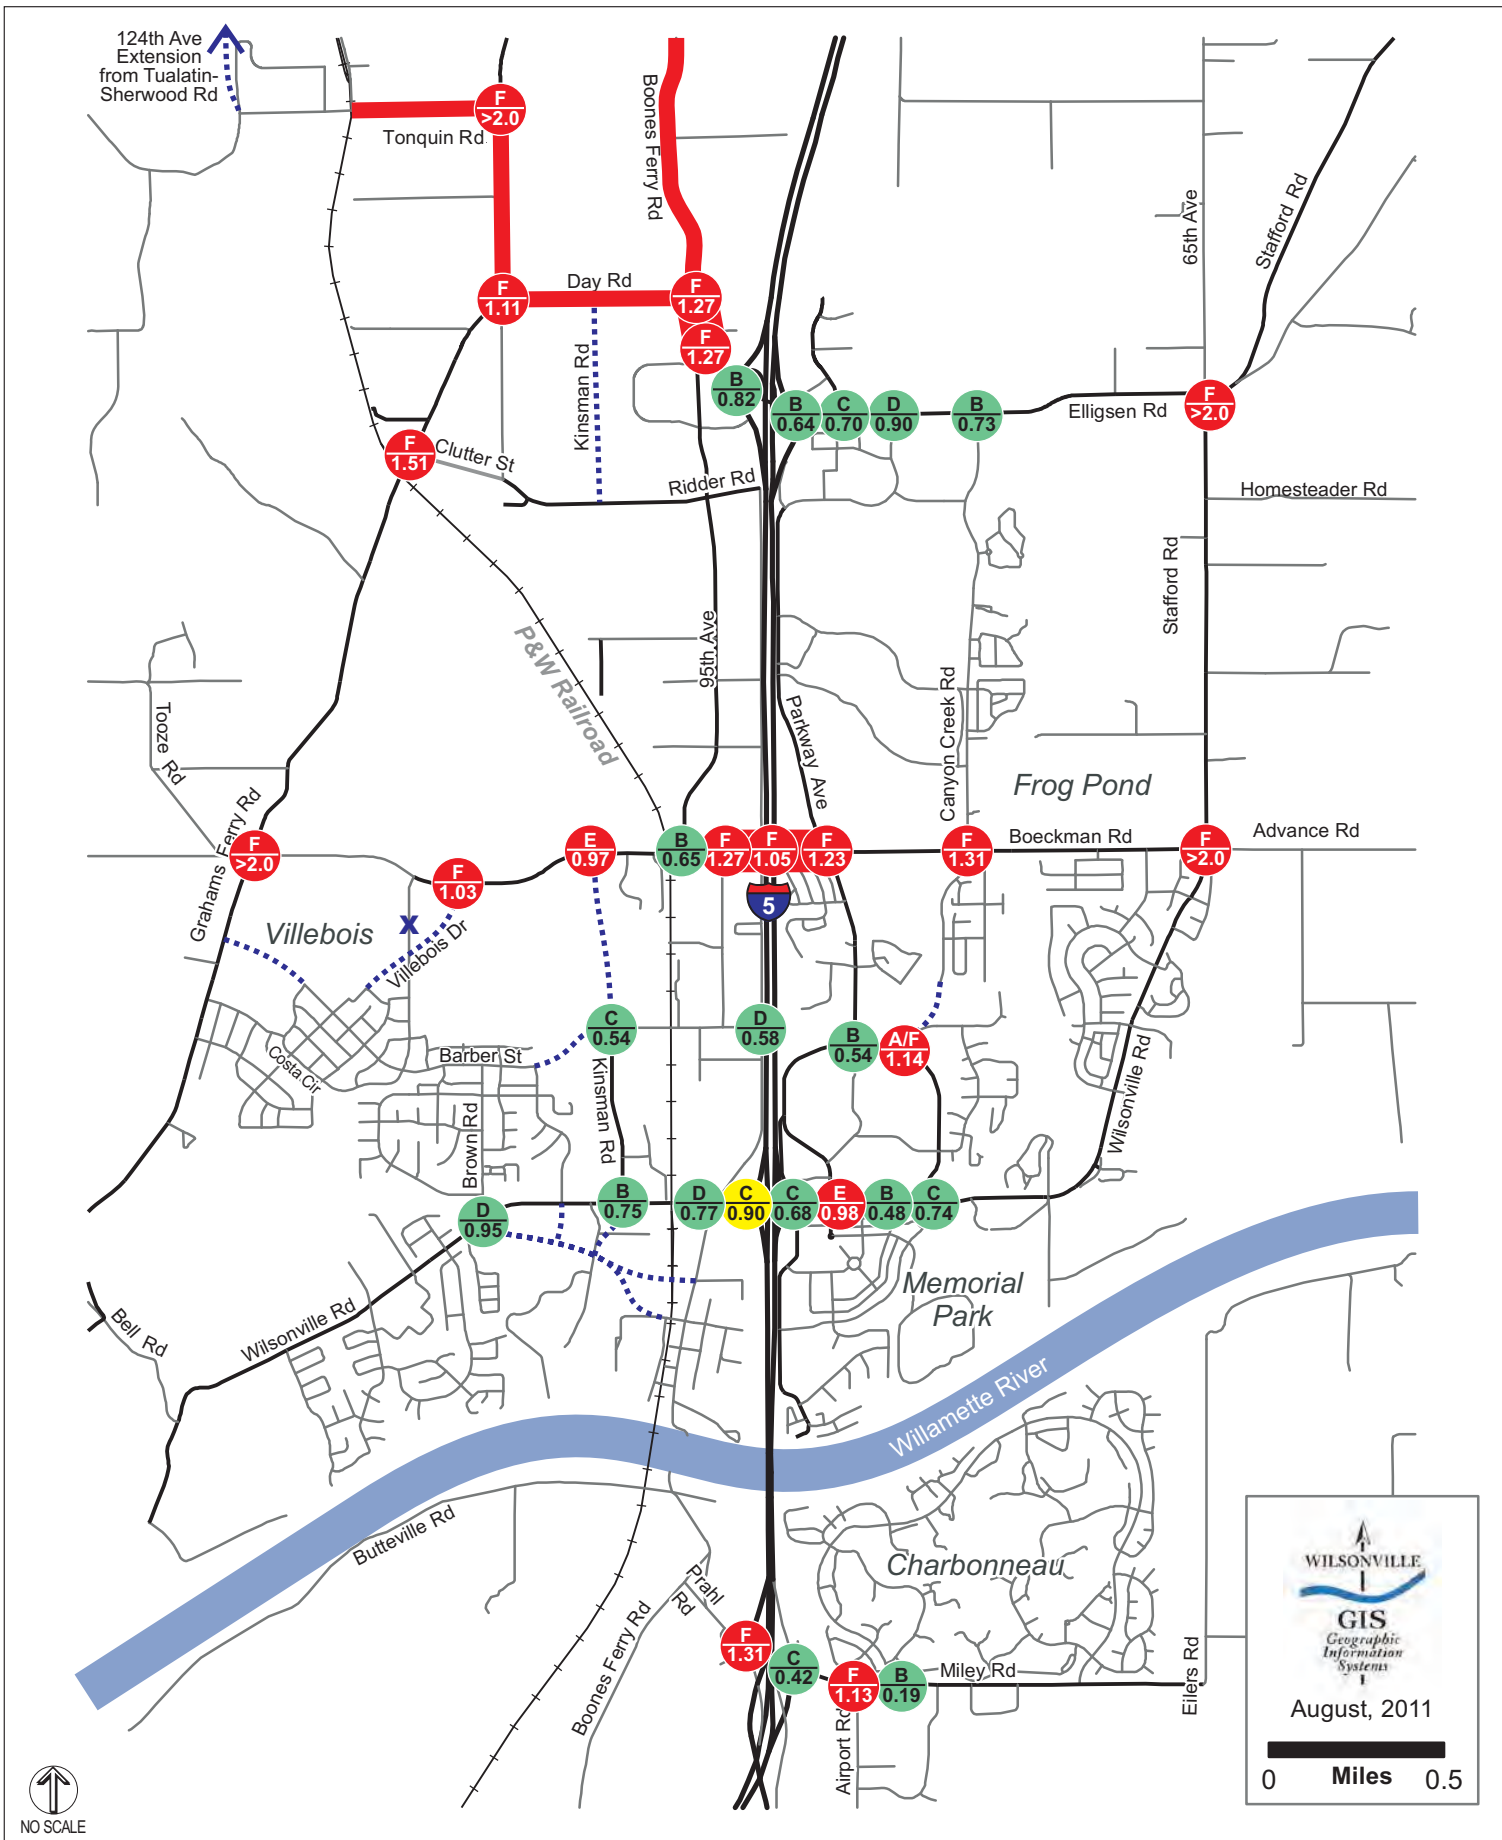 124th Ave
Extension
from Tualatin-
Sherwood Rd
F
>2.0
Tonquin Rd
Boones Ferry Rd
65th Ave
Stafford Rd
Day Rd
F
1.11
F
1.27
F
1.27
Kinsman Rd
B
0.82
B
0.64
C
0.70
D
0.90
B
0.73
Elligsen Rd
F
>2.0
F
1.51
Clutter St
Ridder Rd
Homesteader Rd
Stafford Rd
P&W Railroad
95th Ave
Parkway Ave
Canyon Creek Rd
Tooze Rd
Frog Pond
Grahams Ferry Rd
F
>2.0
F
1.03
E
0.97
B
0.65
F
1.27
F
1.05
F
1.23
F
1.31
Boeckman Rd
F
>2.0
Advance Rd
5
X
Villebois
Villebois Dr
C
0.54
D
0.58
B
0.54
A/F
1.14
Barber St
Costa Cir
Kinsman Rd
Brown Rd
Wilsonville Rd
D
0.95
B
0.75
D
0.77
C
0.90
C
0.68
E
0.98
B
0.48
C
0.74
Memorial
Park
Bell Rd
Wilsonville Rd
Willamette River
Butteville Rd
Charbonneau
Prahl
Rd
Boones Ferry Rd
F
1.31
C
0.42
F
1.13
B
0.19
Miley Rd
Airport Rd
Eilers Rd
WILSONVILLE
GIS
Geographic
Information
Systems
August, 2011
0 Miles 0.5
NO SCALE